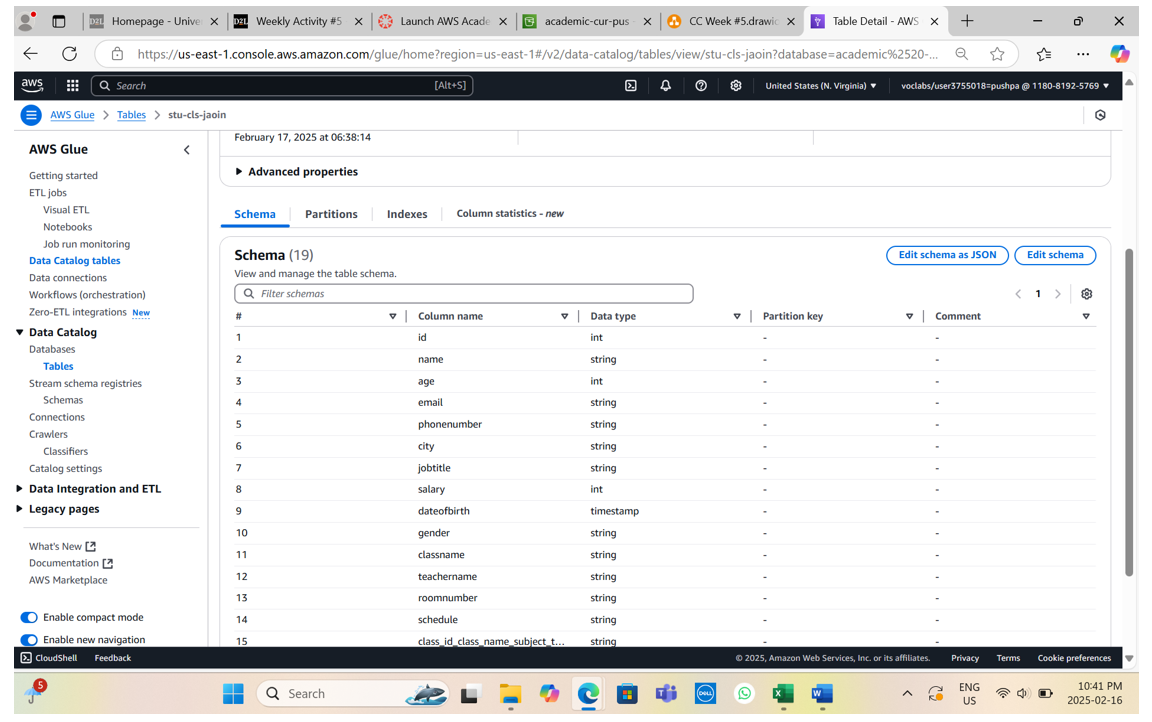 D2L Homepage - Unive
D2L Weekly Activity #5
Launch AWS Acade
academic-cur-pus -
CC Week #5.drawio
Table Detail - AWS
https://us-east-1.console.aws.amazon.com/glue/home?region=us-east-1#/v2/data-catalog/tables/view/stu-cls-jaoin?database=academic%2520-...
aws
Search [Alt+S]
United States (N. Virginia)
voclabs/user3755018=pushpa @ 1180-8192-5769
AWS Glue > Tables > stu-cls-jaoin
AWS Glue
Getting started
ETL jobs
Visual ETL
Notebooks
Job run monitoring
Data Catalog tables
Data connections
Workflows (orchestration)
Zero-ETL integrations New
Data Catalog
Databases
Tables
Stream schema registries
Schemas
Connections
Crawlers
Classifiers
Catalog settings
Data Integration and ETL
Legacy pages
What's New
Documentation
AWS Marketplace
Enable compact mode
Enable new navigation
February 17, 2025 at 06:38:14
Advanced properties
Schema Partitions Indexes Column statistics - new
Schema (19)
Edit schema as JSON Edit schema
View and manage the table schema.
Filter schemas
1
# Column name Data type Partition key Comment
1 id int - -
2 name string - -
3 age int - -
4 email string - -
5 phonenumber string - -
6 city string - -
7 jobtitle string - -
8 salary int - -
9 dateofbirth timestamp - -
10 gender string - -
11 classname string - -
12 teachername string - -
13 roomnumber string - -
14 schedule string - -
15 class_id_class_name_subject_t... string - -
CloudShell Feedback
© 2025, Amazon Web Services, Inc. or its affiliates. Privacy Terms Cookie preferences
5
Search
DELL
ENG
US
10:41 PM
2025-02-16